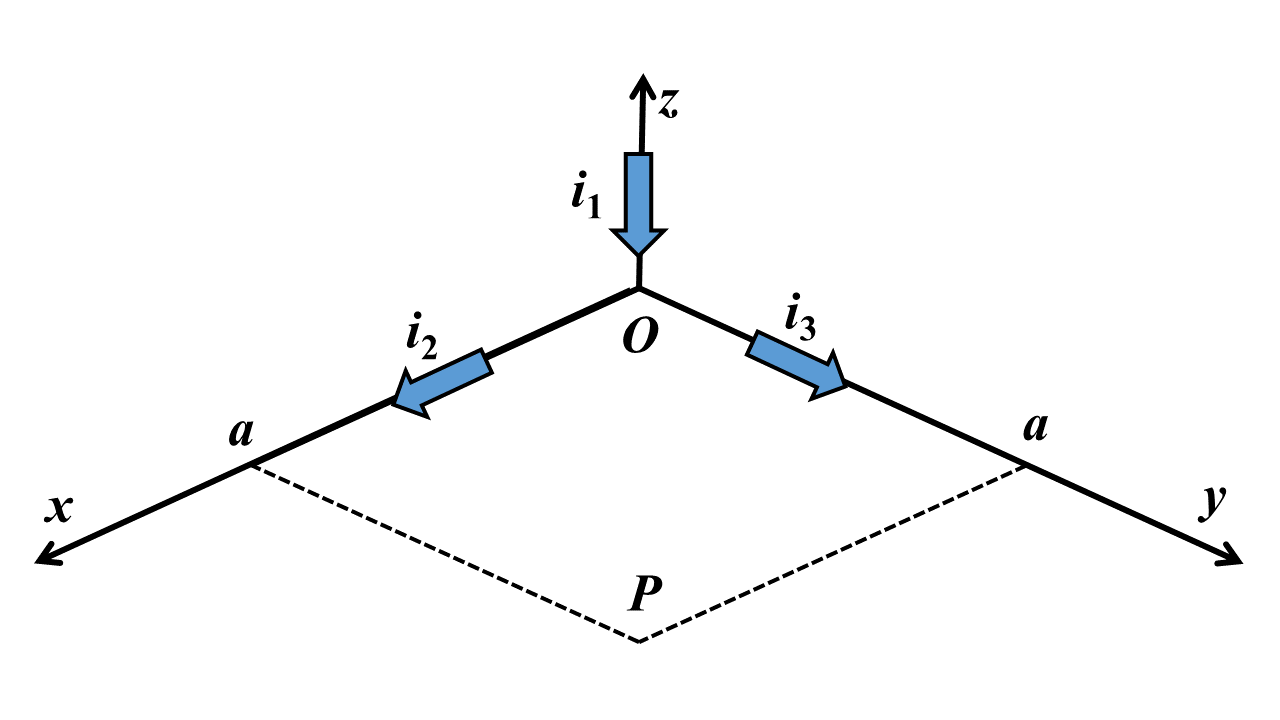 z
i₁
O
i₃
i₂
a
a
x
y
P